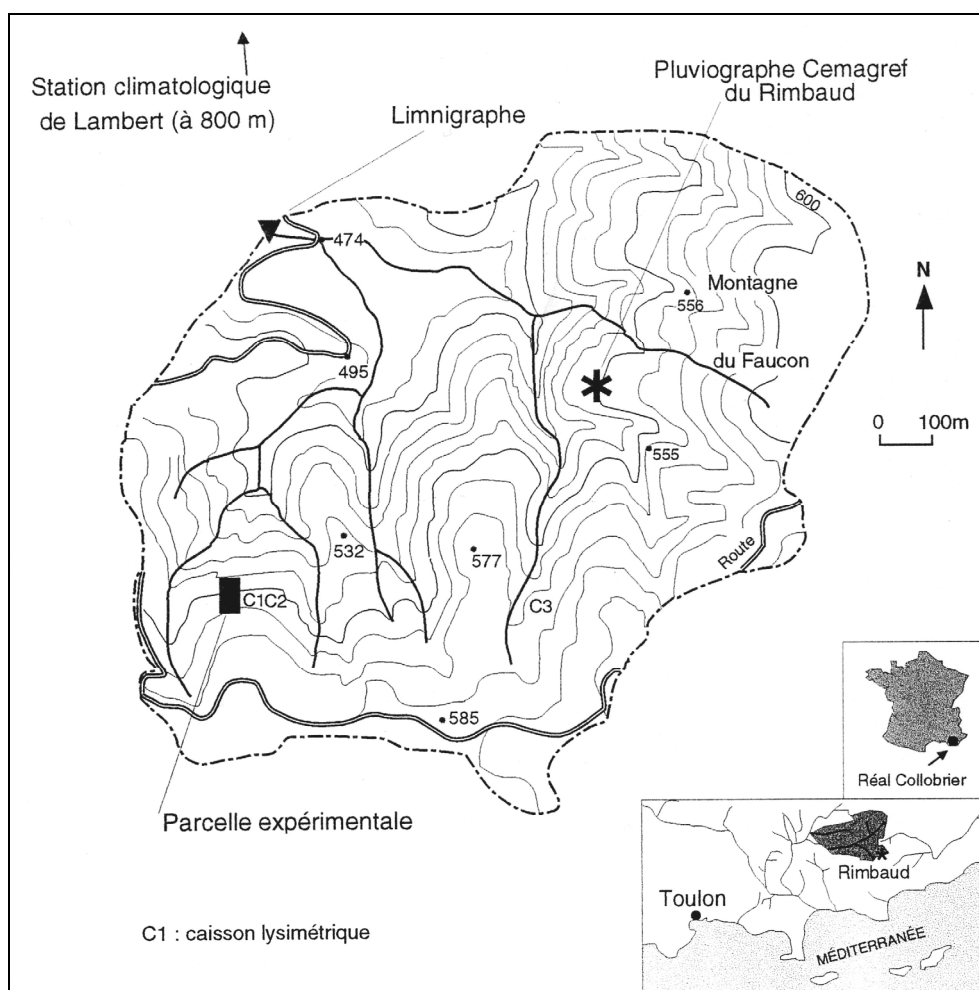 Station climatologique
de Lambert (à 800 m)
Pluviographe Cemagref
du Rimbaud
Limnigraphe
600
474
N
Montagne
556
du Faucon
495
0 100m
555
Route
532
577
C1C2
C3
585
Réal Collobrier
Parcelle expérimentale
Rimbaud
Toulon
C1 : caisson lysimétrique
MÉDITERRANÉE